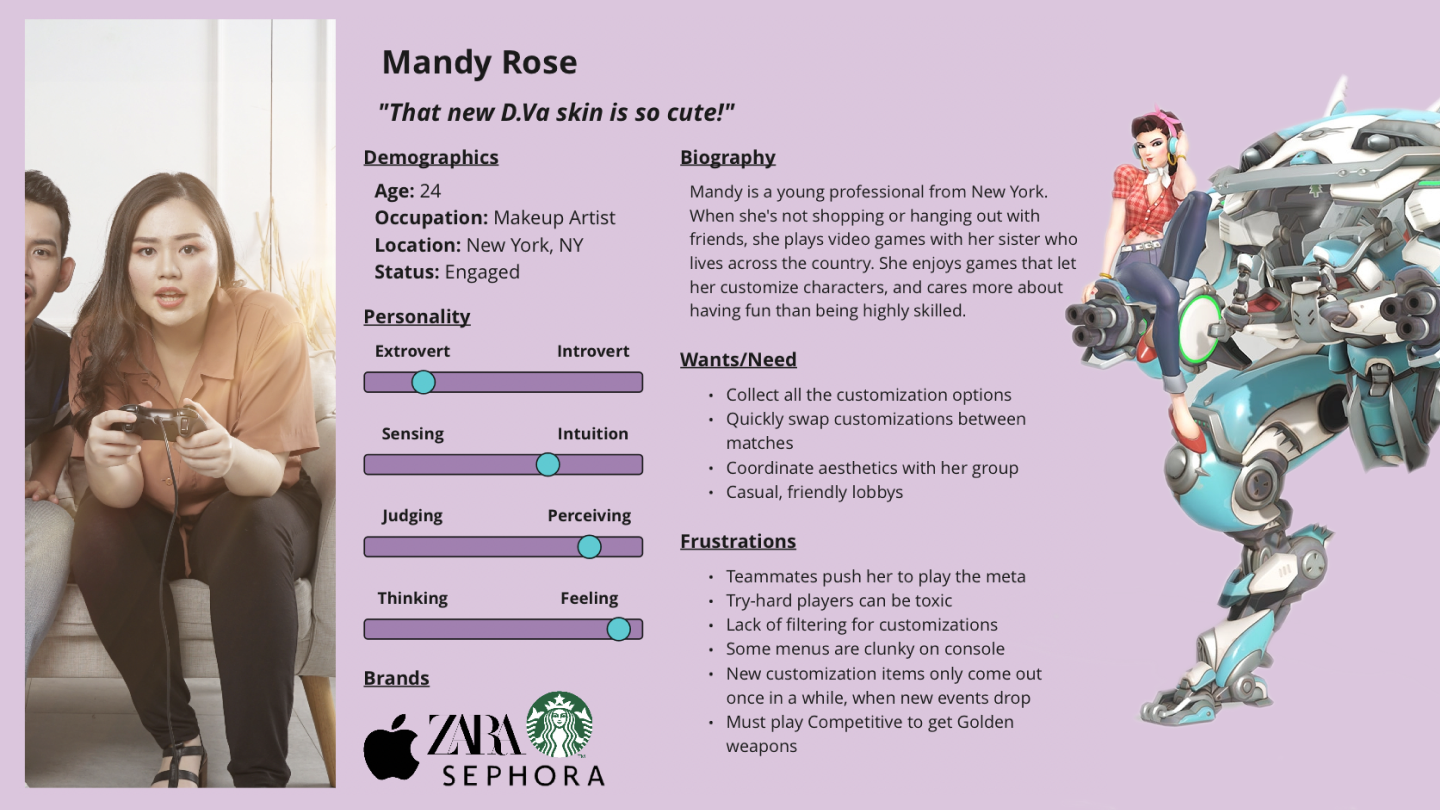 Mandy Rose
"That new D.Va skin is so cute!"
Demographics
Age: 24
Occupation: Makeup Artist
Location: New York, NY
Status: Engaged
Personality
Extrovert Introvert
Sensing Intuition
Judging Perceiving
Thinking Feeling
Brands
ZARA
SEPHORA
Biography
Mandy is a young professional from New York.
When she's not shopping or hanging out with
friends, she plays video games with her sister who
lives across the country. She enjoys games that let
her customize characters, and cares more about
having fun than being highly skilled.
Wants/Need
• Collect all the customization options
• Quickly swap customizations between
matches
• Coordinate aesthetics with her group
• Casual, friendly lobbys
Frustrations
• Teammates push her to play the meta
• Try-hard players can be toxic
• Lack of filtering for customizations
• Some menus are clunky on console
• New customization items only come out
once in a while, when new events drop
• Must play Competitive to get Golden
weapons